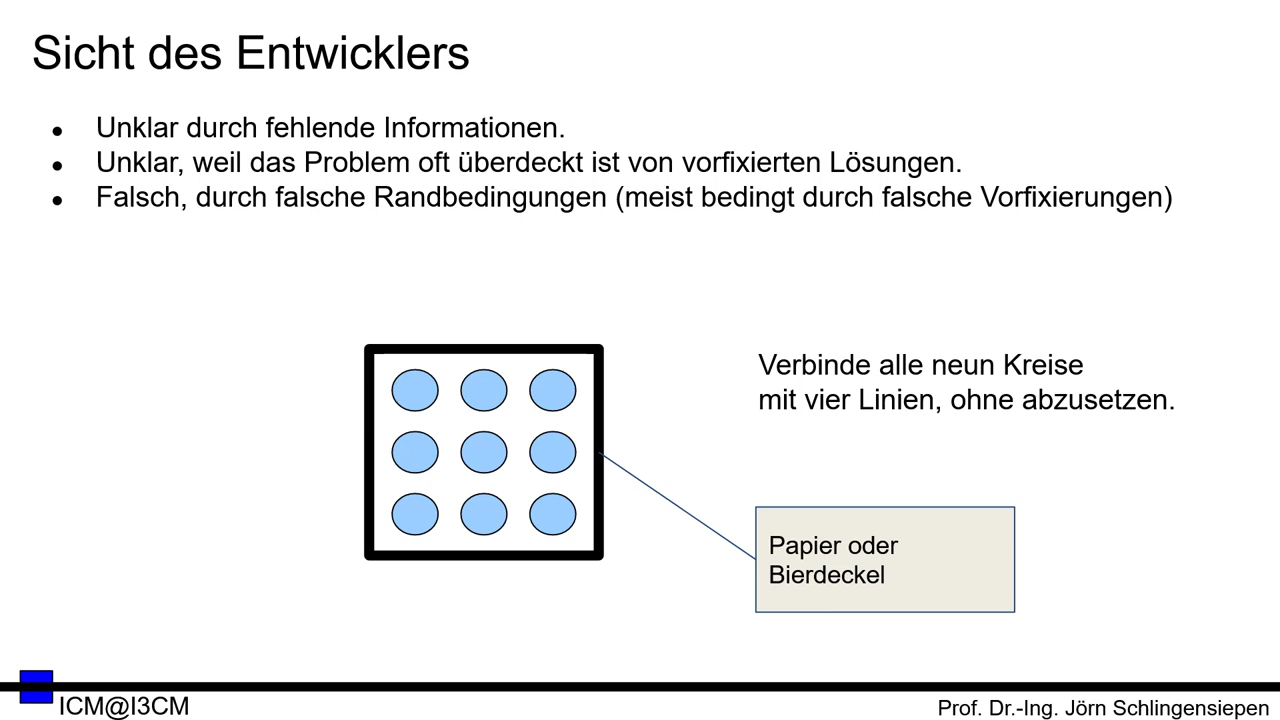 Sicht des Entwicklers
● Unklar durch fehlende Informationen.
● Unklar, weil das Problem oft überdeckt ist von vorfixierten Lösungen.
● Falsch, durch falsche Randbedingungen (meist bedingt durch falsche Vorfixierungen)
Verbinde alle neun Kreise
mit vier Linien, ohne abzusetzen.
Papier oder
Bierdeckel
ICM@I3CM
Prof. Dr.-Ing. Jörn Schlingensiepen